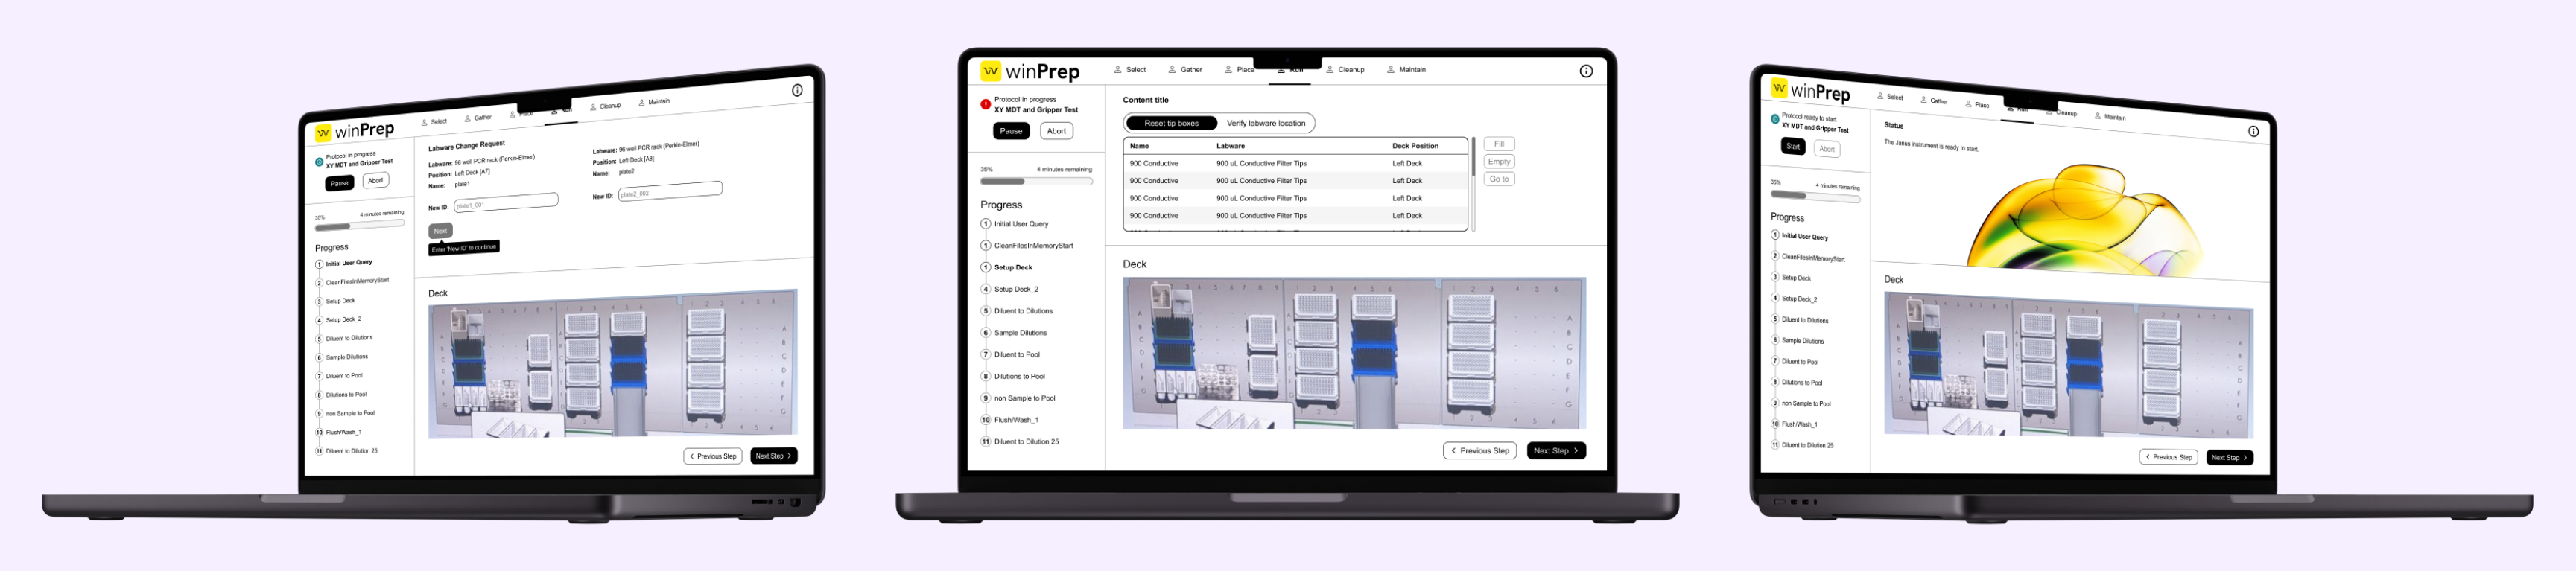 winPrep
Select
Gather
Place
Run
Cleanup
Maintain
Protocol in progress
XY MDT and Gripper Test
Pause
Abort
35%
4 minutes remaining
Progress
1 Initial User Query
2 CleanFilesInMemoryStart
3 Setup Deck
4 Setup Deck_2
5 Diluent to Dilutions
6 Sample Dilutions
7 Diluent to Pool
8 Dilutions to Pool
9 non Sample to Pool
10 Flush/Wash_1
11 Diluent to Dilution 25
Labware Change Request
Labware: 96 well PCR rack (Perkin-Elmer)
Position: Left Deck [A7]
Name: plate1
New ID: plate1_001
Labware: 96 well PCR rack (Perkin-Elmer)
Position: Left Deck [A8]
Name: plate2
New ID: plate2_002
Next
Enter 'New ID' to continue
Deck
Previous Step
Next Step
winPrep
Select
Gather
Place
Run
Cleanup
Maintain
Protocol in progress
XY MDT and Gripper Test
Pause
Abort
35%
4 minutes remaining
Progress
1 Initial User Query
1 CleanFilesInMemoryStart
1 Setup Deck
4 Setup Deck_2
5 Diluent to Dilutions
6 Sample Dilutions
7 Diluent to Pool
8 Dilutions to Pool
9 non Sample to Pool
10 Flush/Wash_1
11 Diluent to Dilution 25
Content title
Reset tip boxes
Verify labware location
Name Labware Deck Position
900 Conductive 900 uL Conductive Filter Tips Left Deck
900 Conductive 900 uL Conductive Filter Tips Left Deck
900 Conductive 900 uL Conductive Filter Tips Left Deck
900 Conductive 900 uL Conductive Filter Tips Left Deck
Fill
Empty
Go to
Deck
Previous Step
Next Step
winPrep
Select
Gather
Place
Run
Cleanup
Maintain
Protocol ready to start
XY MDT and Gripper Test
Start
Abort
35%
4 minutes remaining
Progress
1 Initial User Query
2 CleanFilesInMemoryStart
3 Setup Deck
4 Setup Deck_2
5 Diluent to Dilutions
6 Sample Dilutions
7 Diluent to Pool
8 Dilutions to Pool
9 non Sample to Pool
10 Flush/Wash_1
11 Diluent to Dilution 25
Status
The Janus instrument is ready to start.
Deck
Previous Step
Next Step